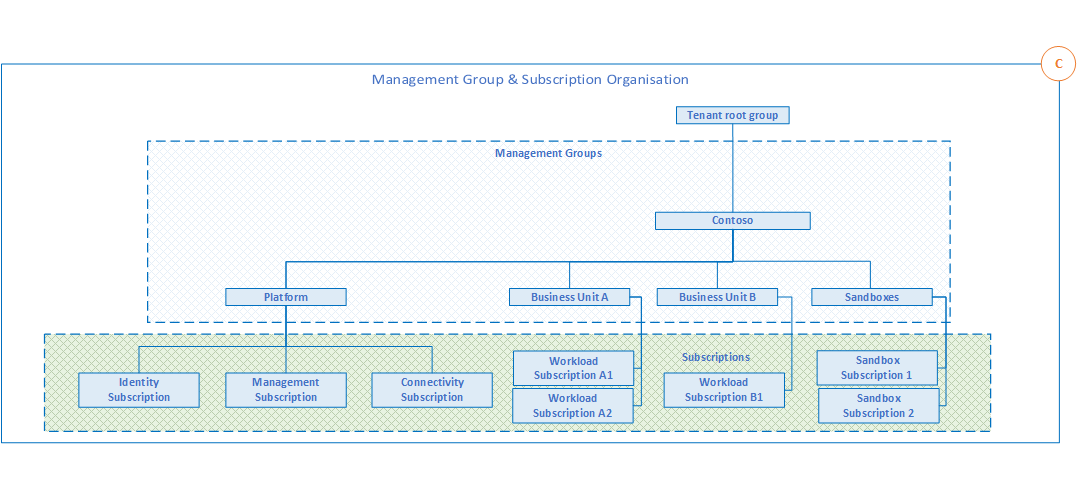 C
Management Group & Subscription Organisation
Tenant root group
Management Groups
Contoso
Platform
Business Unit A
Business Unit B
Sandboxes
Subscriptions
Identity
Subscription
Management
Subscription
Connectivity
Subscription
Workload
Subscription A1
Workload
Subscription A2
Workload
Subscription B1
Sandbox
Subscription 1
Sandbox
Subscription 2